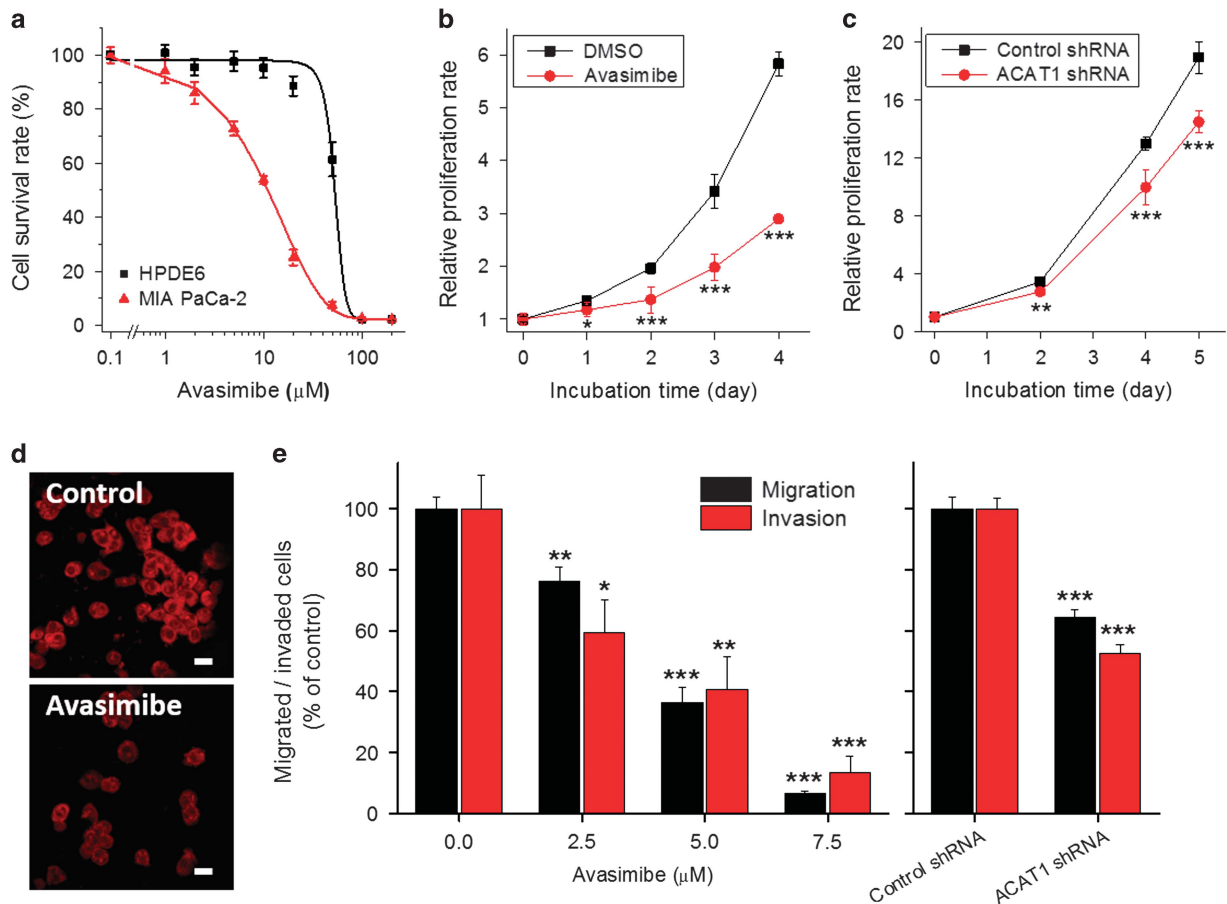 a
Cell survival rate (%)
100
80
60
40
20
0
HPDE6
MIA PaCa-2
0.1
1
10
100
Avasimibe (μM)
b
Relative proliferation rate
6
5
4
3
2
1
DMSO
Avasimibe
*
***
***
***
0
1
2
3
4
Incubation time (day)
c
Relative proliferation rate
20
16
12
8
4
0
Control shRNA
ACAT1 shRNA
**
***
***
0
1
2
3
4
5
Incubation time (day)
d
Control
Avasimibe
e
Migrated / invaded cells
(% of control)
100
80
60
40
20
0
Migration
Invasion
**
*
***
**
***
***
0.0
2.5
5.0
7.5
Avasimibe (μM)
***
***
Control shRNA
ACAT1 shRNA